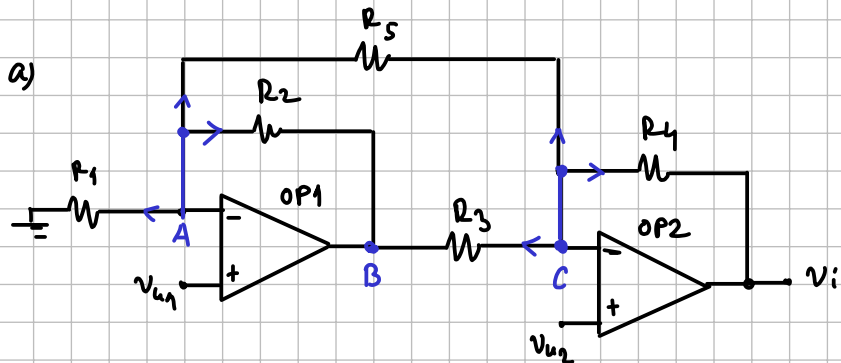 R5
a)
R2
R4
R1
OP1
OP2
R3
A
−
+
B
C
−
+
vu1
vi
vu2